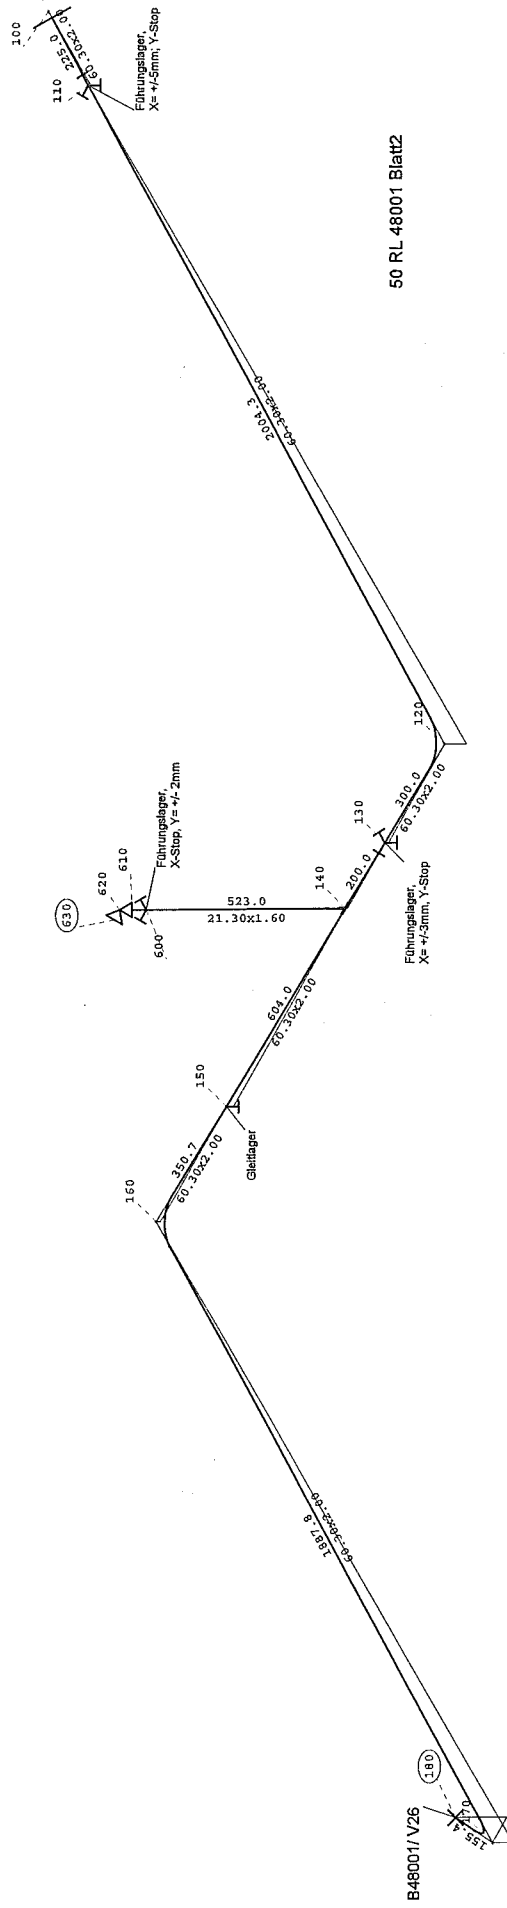 100
225.0
60.30x2.00
110
Führungslager,
X= +/-5mm; Y-Stop
50 RL 48001 Blatt2
2004.3
60.30x2.00
120
300.0
60.30x2.00
130
Führungslager,
X= +/-3mm, Y-Stop
200.0
140
523.0
21.30x1.60
Führungslager,
X-Stop, Y= +/- 2mm
600
610
620
630
604.0
60.30x2.00
150
Gleitlager
350.7
60.30x2.00
160
1887.8
60.30x2.00
180
170
155.4
B48001/ V26